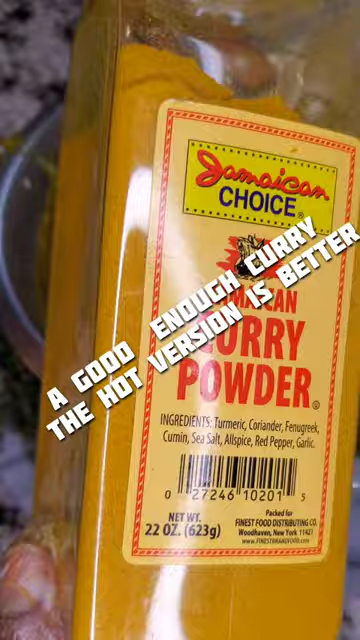 Jamaican
CHOICE®
A GOOD ENOUGH CURRY
THE HOT VERSION IS BETTER
JAMAICAN
CURRY
POWDER
INGREDIENTS: Turmeric, Coriander, Fenugreek,
Cumin, Sea Salt, Allspice, Red Pepper, Garlic.
0 27246 10201 5
NET WT.
22 OZ. (623g)
Packed for
FINEST FOOD DISTRIBUTING CO.
Woodhaven, New York 11421
www.FINESTBRANDFOOD.com